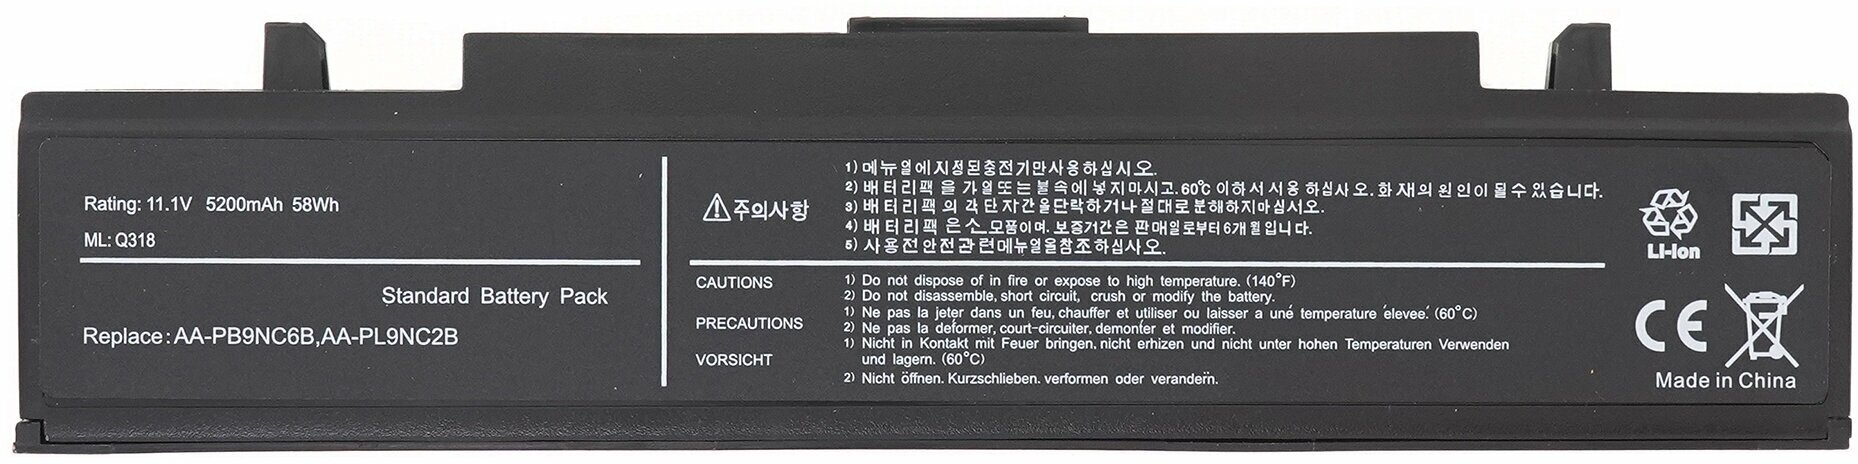 Rating: 11.1V 5200mAh 58Wh
ML: Q318
Standard Battery Pack
Replace: AA-PB9NC6B,AA-PL9NC2B
주의사항
1) 메뉴얼에지정된충전기만사용하십시오.
2) 배터리팩을 가열또는 불속에넣지마시고. 60℃이하서서용 하십시오. 화재의 원인이 될수 있습니다.
3) 배터리팩의 각 단자간을단락하거나절대로분해하지마십시오.
4) 배터리팩은소모품이며. 보증기간은 판매일로부터 6개월입니다.
5) 사용전안전관련메뉴얼을참조하십시오.
CAUTIONS
1) Do not dispose of in fire or expose to high temperature. (140°F)
2) Do not disassemble, short circuit, crush or modify the battery.
PRECAUTIONS
1) Ne pas la jeter dans un feu, chauffer et utiliser ou laisser a une ́ temperature ́ elevee. ́ (60°C)
2) Ne pas la deformer, court-circuiter, demonter et modifier.
VORSICHT
1) Nicht in Kontakt mit Feuer bringen, nicht erhizen und nicht unter hohen Temperaturen Verwenden
und lagern. (60°C)
2) Nicht öffnen. Kurzschlieben. verformen oder verandern.
LI-Ion
CE
Made in China